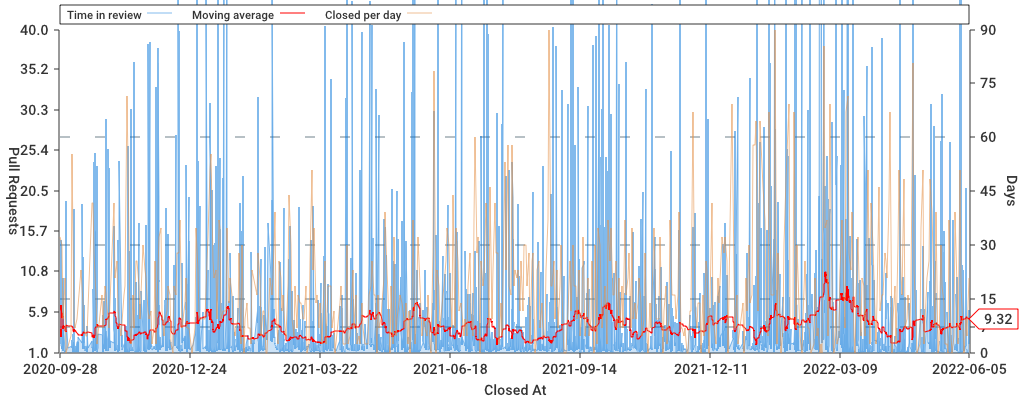 Time in review Moving average Closed per day
40.0 90
35.2 75
30.3
25.4 60
20.5 45
15.7 30
10.8
5.9 15
9.32
1.0 0
Pull Requests
Days
2020-09-28 2020-12-24 2021-03-22 2021-06-18 2021-09-14 2021-12-11 2022-03-09 2022-06-05
Closed At